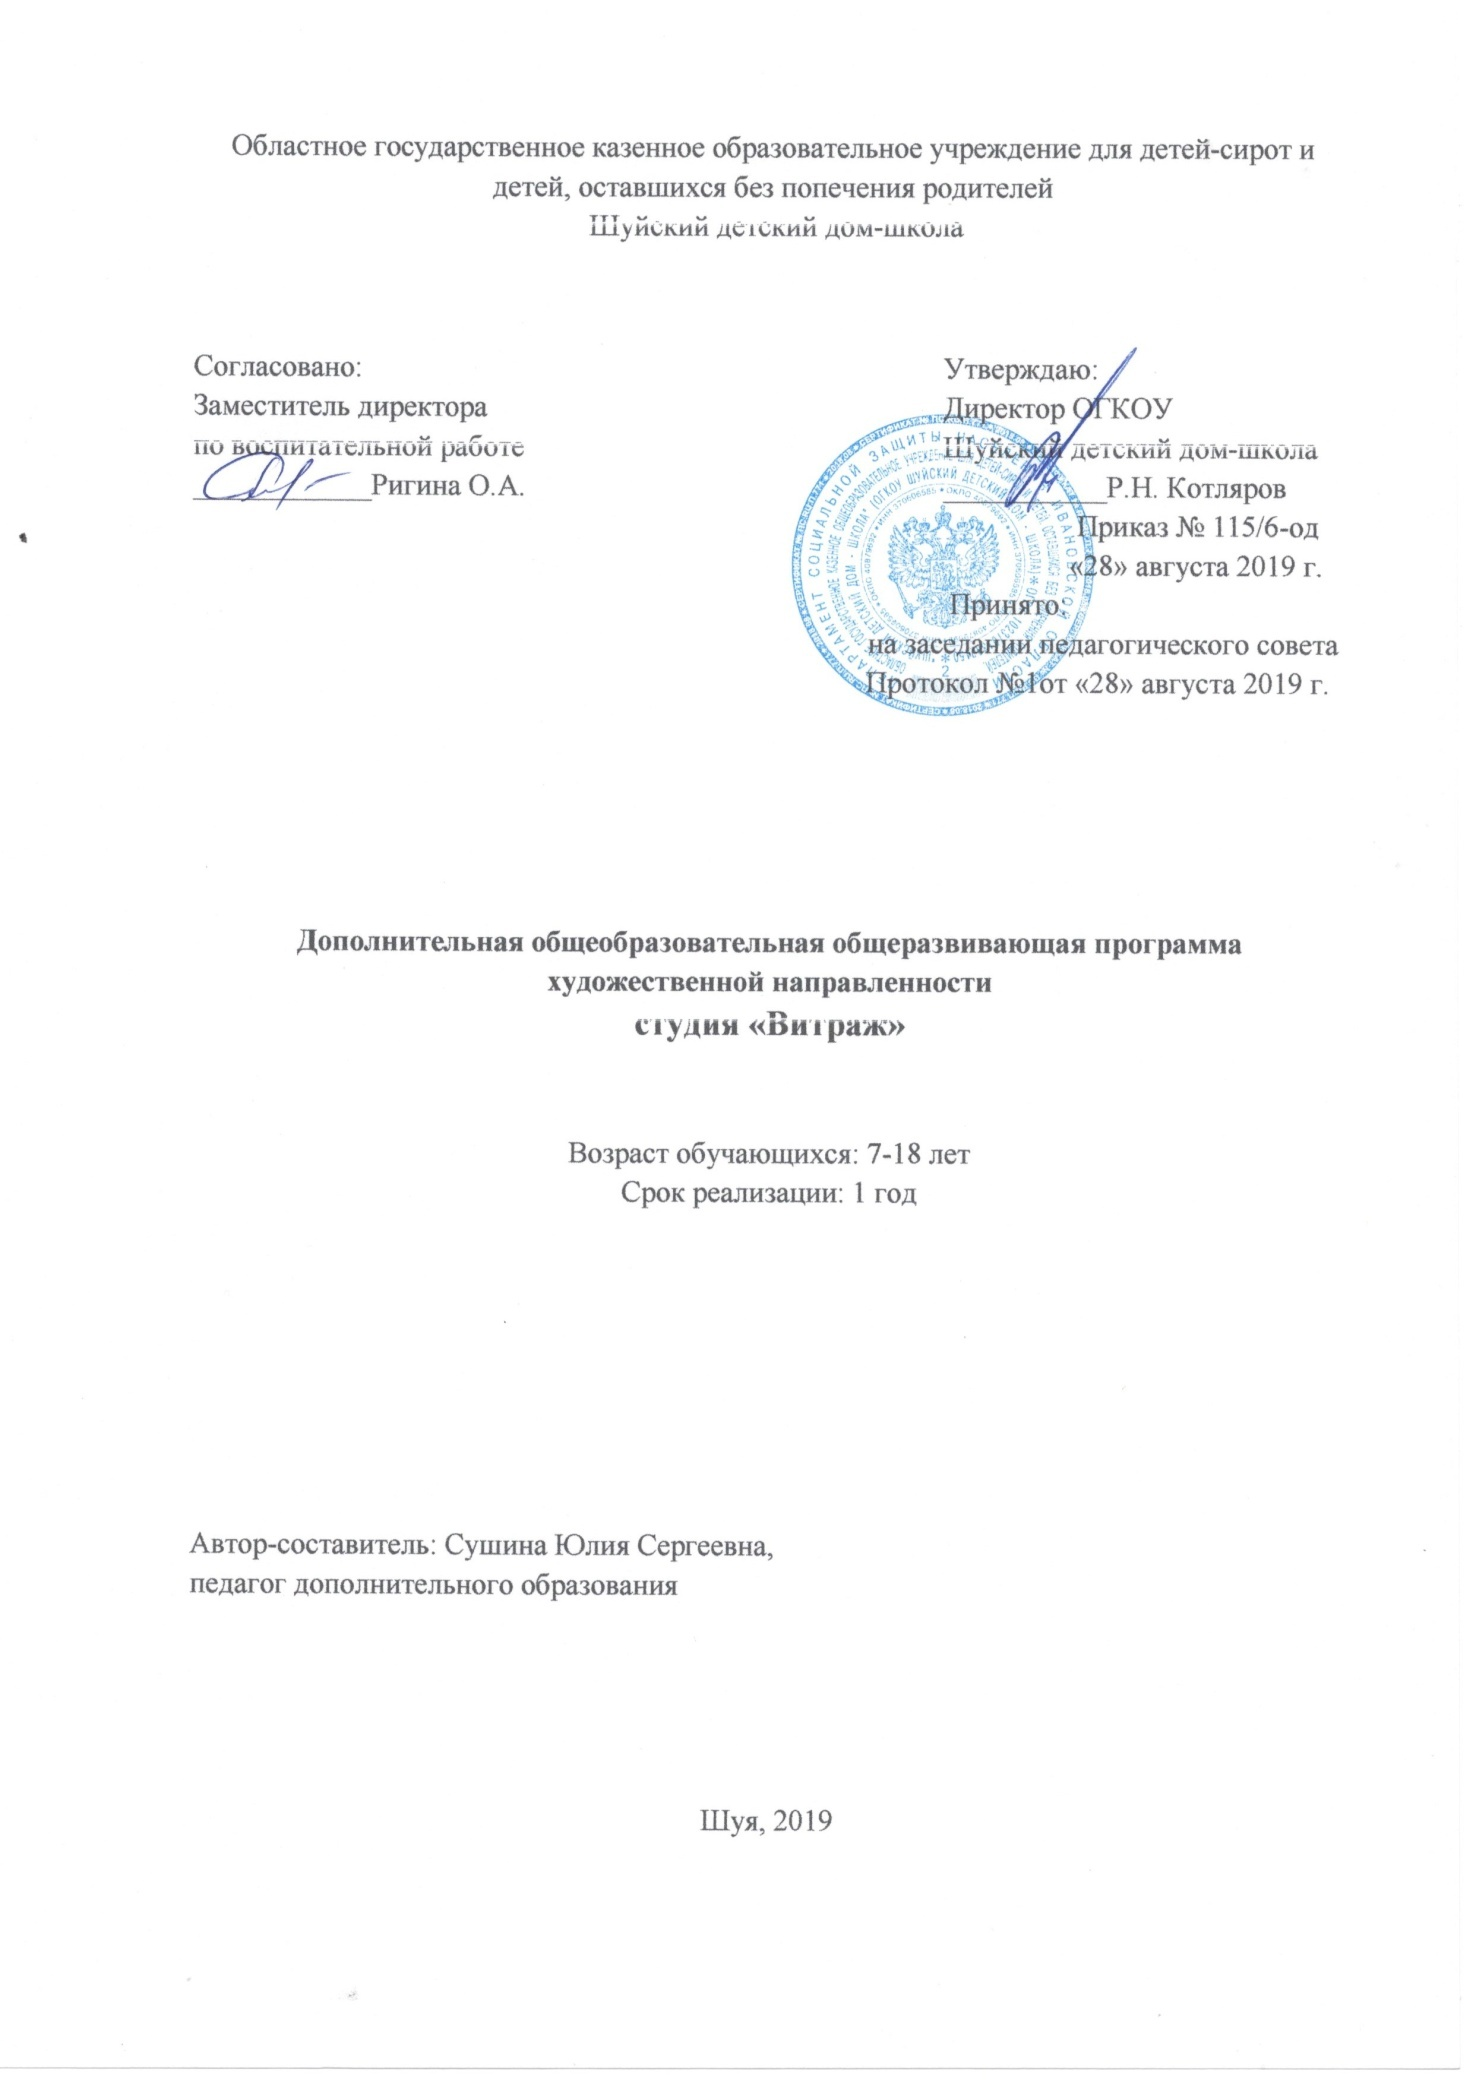 Областное государственное казенное образовательное учреждение для детей-сирот и
детей, оставшихся без попечения родителей
Шуйский детский дом-школа
Согласовано:
Заместитель директора
по воспитательной работе
Ригина О.А.
Утверждаю:
Директор ОГКОУ
Шуйский детский дом-школа
Р.Н. Котляров
Приказ № 115/6-од
«28» августа 2019 г.
Принято
на заседании педагогического совета
Протокол №1от «28» августа 2019 г.
Дополнительная общеобразовательная общеразвивающая программа
художественной направленности
студия «Витраж»
Возраст обучающихся: 7-18 лет
Срок реализации: 1 год
Автор-составитель: Сушина Юлия Сергеевна,
педагог дополнительного образования
Шуя, 2019